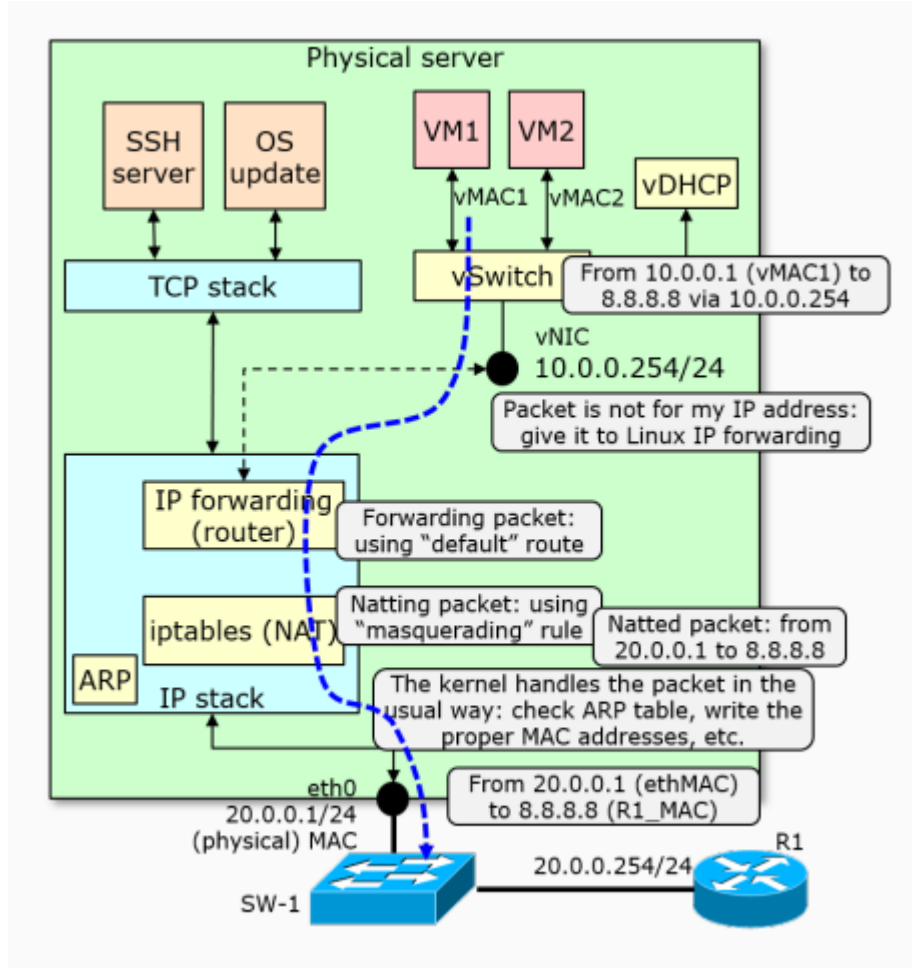 Physical server
SSH
server
OS
update
VM1
VM2
vDHCP
vMAC1
vMAC2
TCP stack
vSwitch
From 10.0.0.1 (vMAC1) to
8.8.8.8 via 10.0.0.254
vNIC
10.0.0.254/24
Packet is not for my IP address:
give it to Linux IP forwarding
IP forwarding
(router)
Forwarding packet:
using “default” route
iptables (NAT)
Natting packet: using
“masquerading” rule
Natted packet: from
20.0.0.1 to 8.8.8.8
ARP
IP stack
The kernel handles the packet in the
usual way: check ARP table, write the
proper MAC addresses, etc.
eth0
20.0.0.1/24
(physical) MAC
From 20.0.0.1 (ethMAC)
to 8.8.8.8 (R1_MAC)
R1
20.0.0.254/24
SW-1